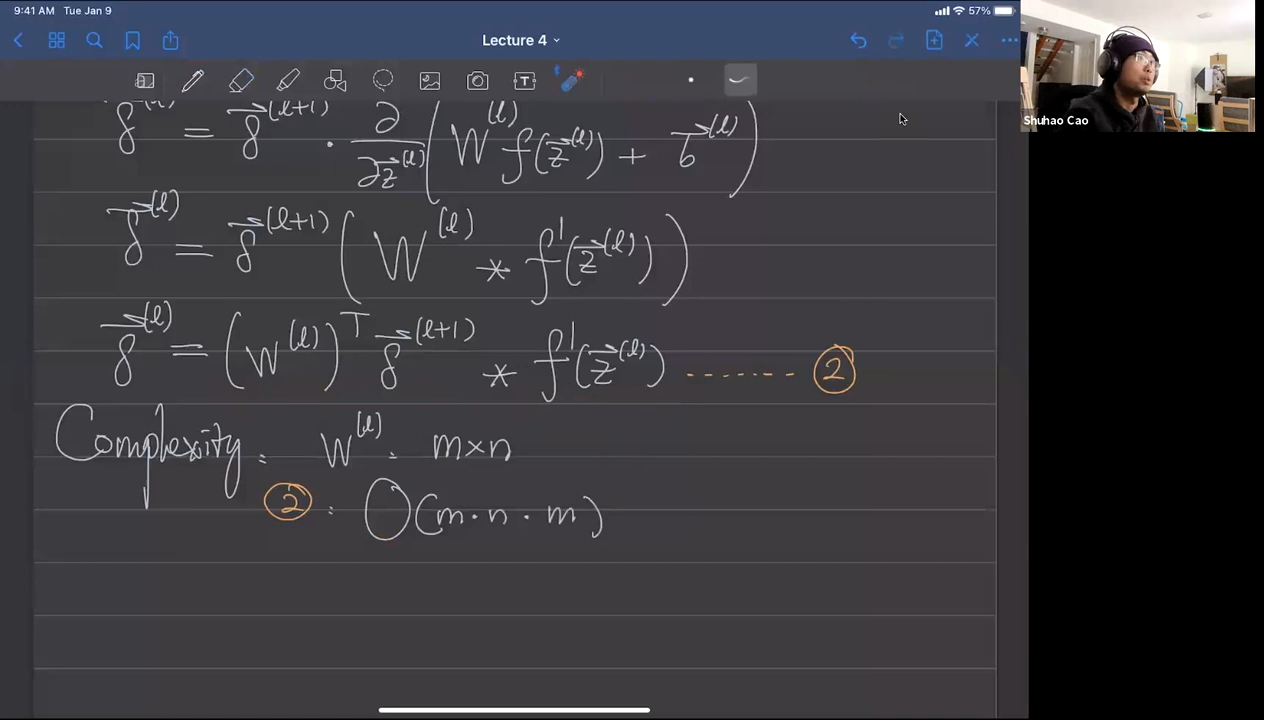 9:41 AM Tue Jan 9
57%
Lecture 4
Shuhao Cao
δ⃗^(l) = δ⃗^(l+1) · ∂/∂z⃗^(l) (W^(l) f(z⃗^(l)) + b⃗^(l))
δ⃗^(l) = δ⃗^(l+1) (W^(l) * f'(z⃗^(l)))
δ⃗^(l) = (W^(l))^T δ⃗^(l+1) * f'(z⃗^(l)) ------- ②
Complexity: W^(l): m×n
②: O(m·n·m)